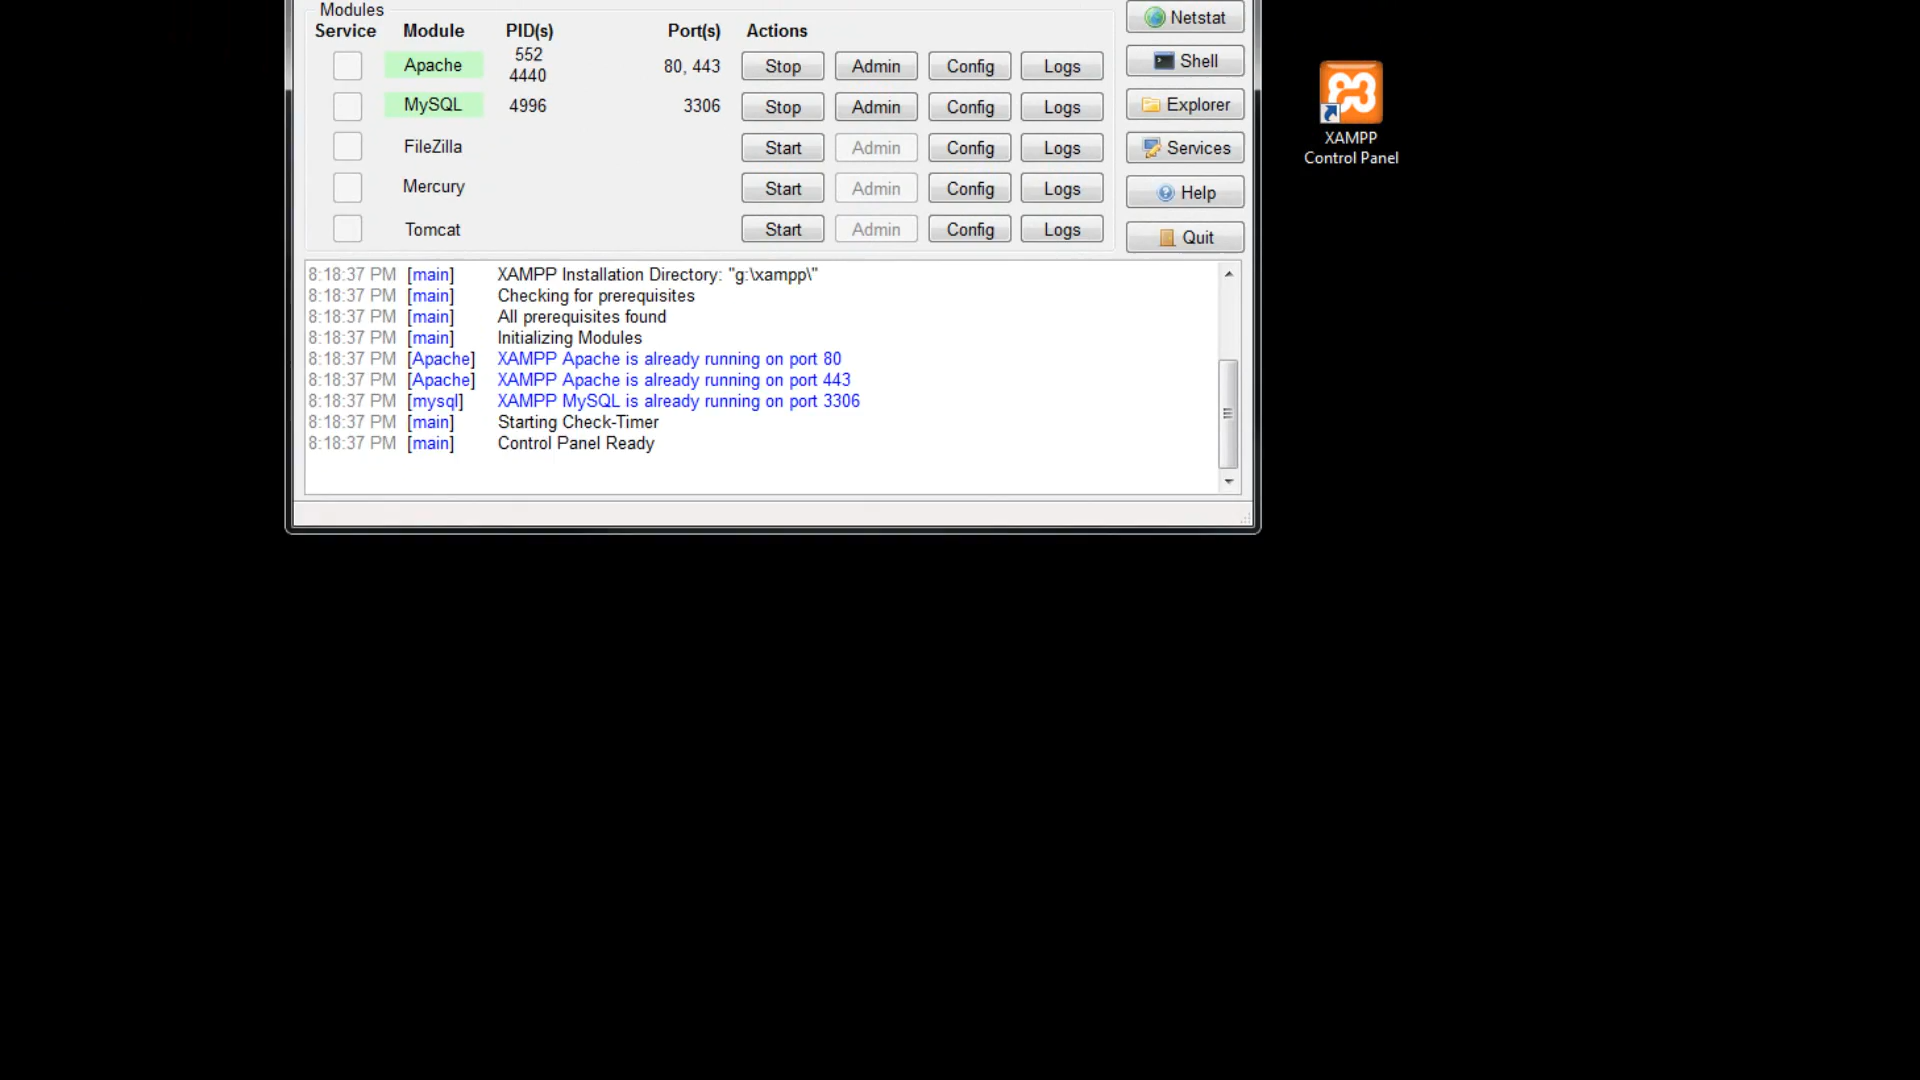 Modules
Service Module PID(s) Port(s) Actions
Apache 552 4440 80, 443 Stop Admin Config Logs
MySQL 4996 3306 Stop Admin Config Logs
FileZilla Start Admin Config Logs
Mercury Start Admin Config Logs
Tomcat Start Admin Config Logs
Netstat
Shell
Explorer
Services
Help
Quit
8:18:37 PM [main] XAMPP Installation Directory: "g:\xampp\"
8:18:37 PM [main] Checking for prerequisites
8:18:37 PM [main] All prerequisites found
8:18:37 PM [main] Initializing Modules
8:18:37 PM [Apache] XAMPP Apache is already running on port 80
8:18:37 PM [Apache] XAMPP Apache is already running on port 443
8:18:37 PM [mysql] XAMPP MySQL is already running on port 3306
8:18:37 PM [main] Starting Check-Timer
8:18:37 PM [main] Control Panel Ready
XAMPP
Control Panel